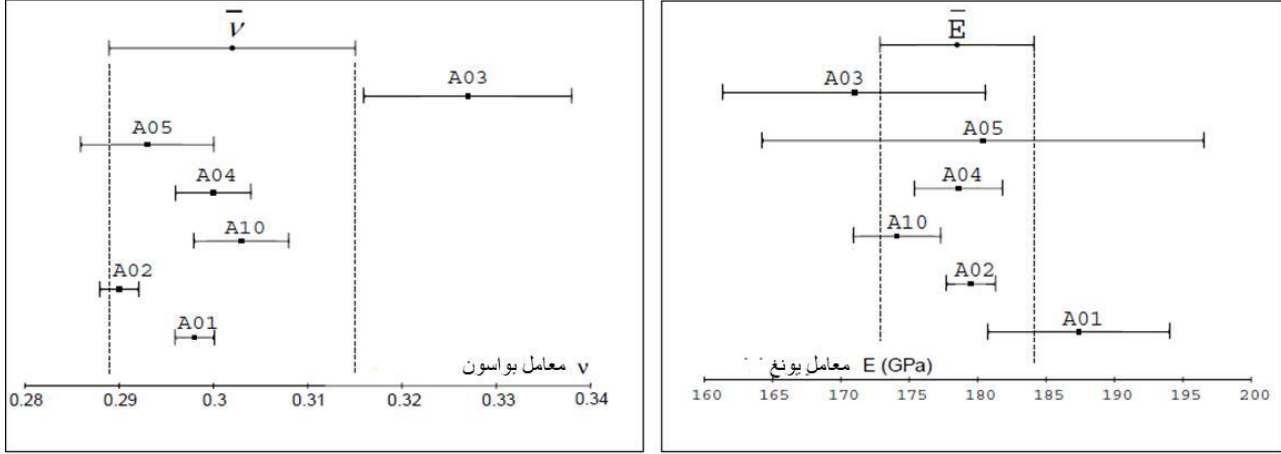 ν̅
A03
A05
A04
A10
A02
A01
معامل بواسون ν
0.28 0.29 0.3 0.31 0.32 0.33 0.34
E̅
A03
A05
A04
A10
A02
A01
معامل يونغ E (GPa)
160 165 170 175 180 185 190 195 200